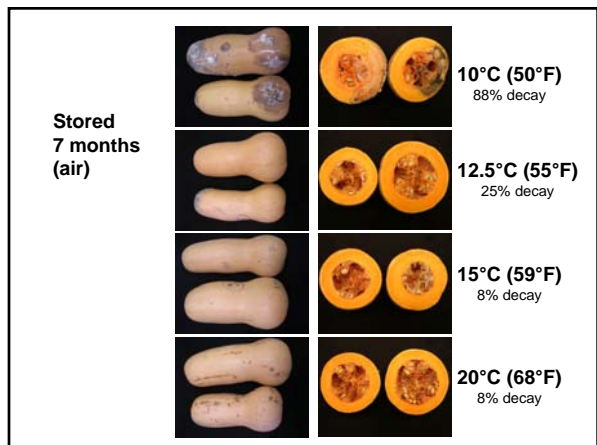 Stored
7 months
(air)
10°C (50°F)
88% decay
12.5°C (55°F)
25% decay
15°C (59°F)
8% decay
20°C (68°F)
8% decay